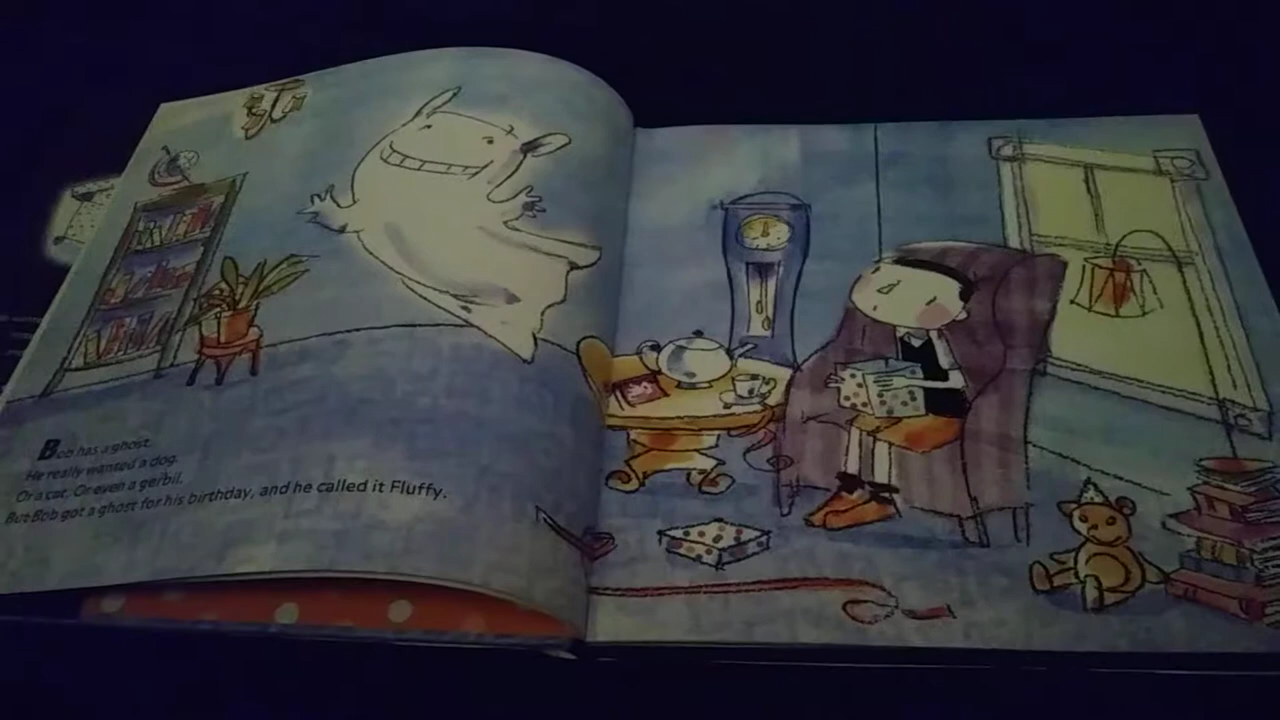 Bob has a ghost.
He really wanted a dog.
Or a cat. Or even a gerbil.
But Bob got a ghost for his birthday, and he called it Fluffy.